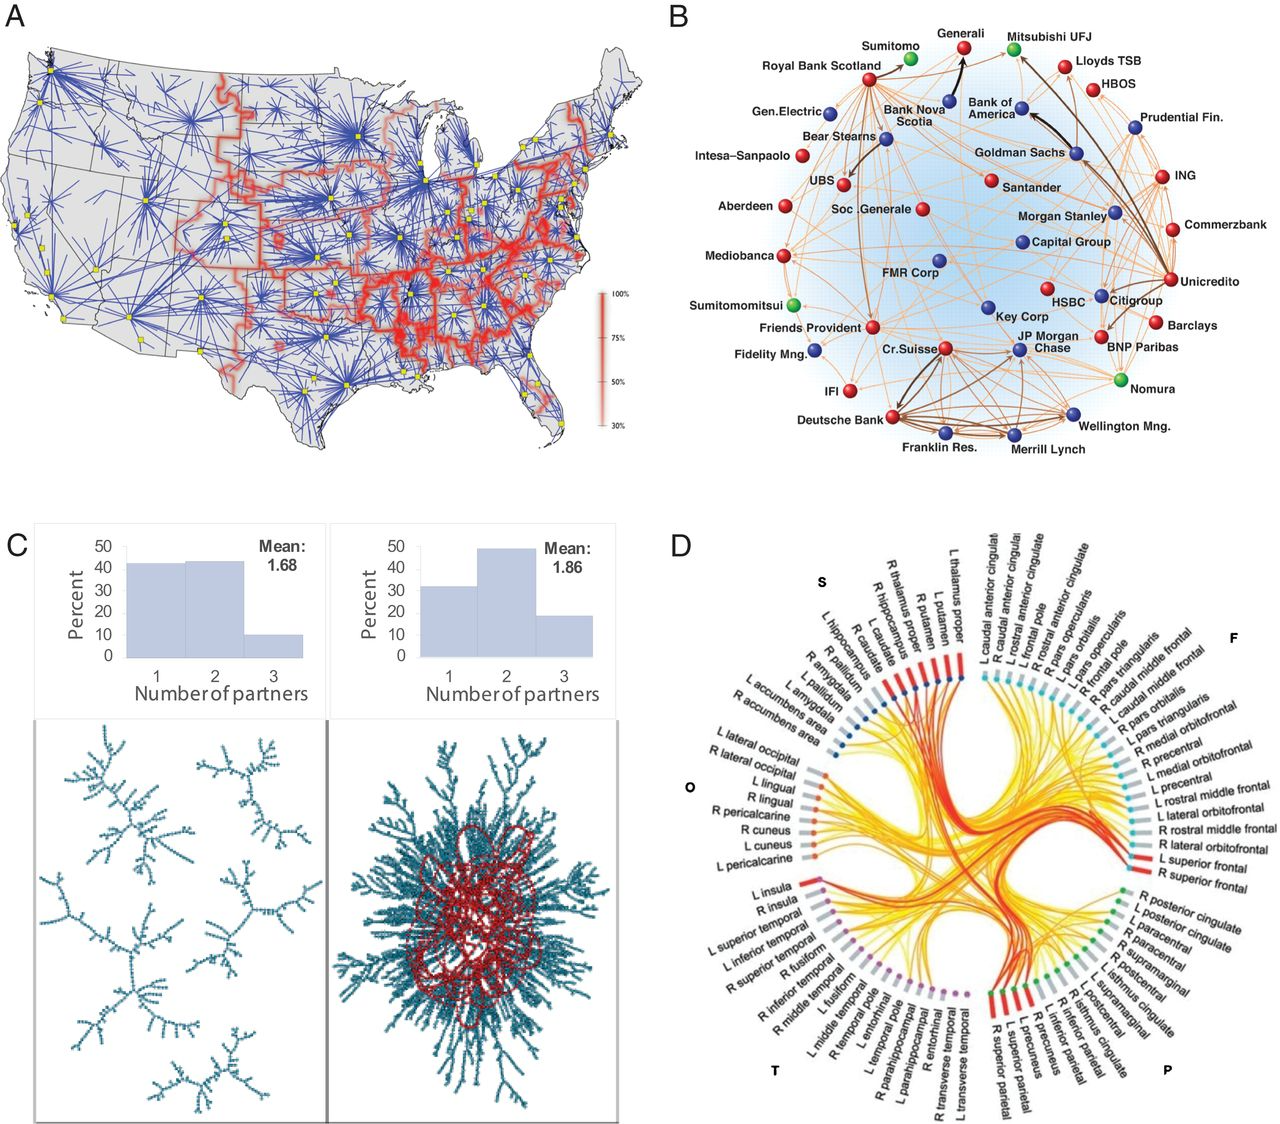 A
100%
75%
50%
30%
B
Generali
Mitsubishi UFJ
Sumitomo
Lloyds TSB
Royal Bank Scotland
HBOS
Gen.Electric
Bank Nova
Scotia
Bank of
America
Prudential Fin.
Bear Stearns
Goldman Sachs
Intesa–Sanpaolo
UBS
Santander
ING
Aberdeen
Soc .Generale
Morgan Stanley
Commerzbank
Capital Group
Mediobanca
FMR Corp
Unicredito
Sumitomomitsui
HSBC
Citigroup
Key Corp
Barclays
Friends Provident
JP Morgan
Chase
BNP Paribas
Fidelity Mng.
Cr.Suisse
IFI
Nomura
Deutsche Bank
Wellington Mng.
Franklin Res.
Merrill Lynch
C
50
40
30
20
10
0
Percent
Mean:
1.68
1
2
3
Number of partners
50
40
30
20
10
0
Percent
Mean:
1.86
1
2
3
Number of partners
D
S
F
O
T
P
L thalamus proper
L putamen
R putamen
R thalamus proper
R hippocampus
L caudate
R caudate
L hippocampus
R pallidum
R amygdala
L pallidum
L amygdala
L accumbens area
R accumbens area
L lateral occipital
R lateral occipital
L lingual
R lingual
R pericalcarine
R cuneus
L cuneus
L pericalcarine
L insula
R insula
L superior temporal
L inferior temporal
R superior temporal
R fusiform
R inferior temporal
R middle temporal
L fusiform
L middle temporal
R temporal pole
L entorhinal
L temporal pole
R parahippocampal
L parahippocampal
R entorhinal
R transverse temporal
L transverse temporal
L caudal anterior cingulat
R caudal anterior cingulat
L rostral anterior cingulate
L frontal pole
R rostral anterior cingulate
R pars opercularis
L pars orbitalis
L pars opercularis
R frontal pole
R pars triangularis
R caudal middle frontal
L caudal middle frontal
R pars orbitalis
L pars triangularis
R medial orbitofrontal
R precentral
L medial orbitofrontal
L precentral
L rostral middle frontal
L lateral orbitofrontal
R rostral middle frontal
R lateral orbitofrontal
L superior frontal
R superior frontal
R posterior cingulate
L posterior cingulate
L paracentral
R paracentral
R supramarginal
R postcentral
L isthmus cingulate
L supramarginal
L postcentral
R isthmus cingulate
R inferior parietal
L inferior parietal
R precuneus
L precuneus
L superior parietal
R superior parietal